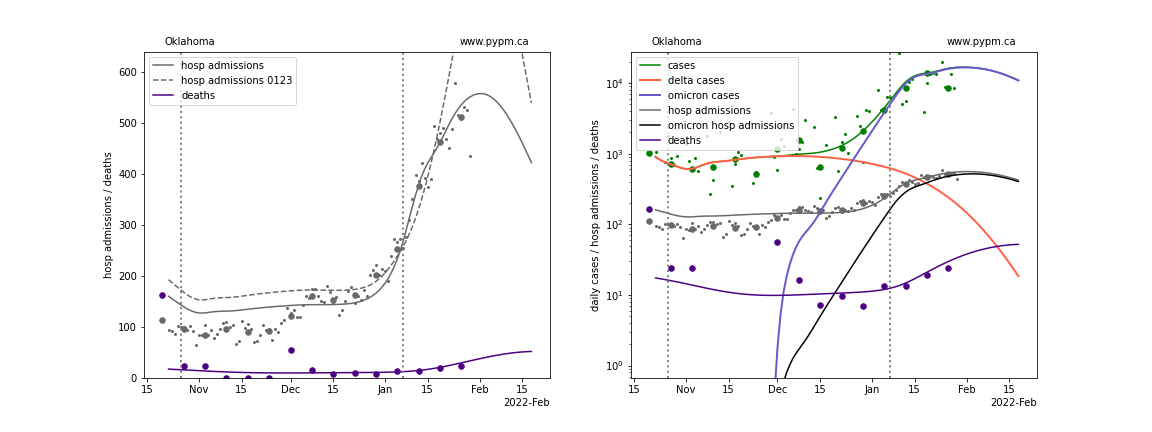 Oklahoma www.pypm.ca
hosp admissions
hosp admissions 0123
deaths
hosp admissions / deaths
600
500
400
300
200
100
0
15 Nov 15 Dec 15 Jan 15 Feb 15
2022-Feb
Oklahoma www.pypm.ca
cases
delta cases
omicron cases
hosp admissions
omicron hosp admissions
deaths
daily cases / hosp admissions / deaths
10⁴
10³
10²
10¹
10⁰
15 Nov 15 Dec 15 Jan 15 Feb 15
2022-Feb